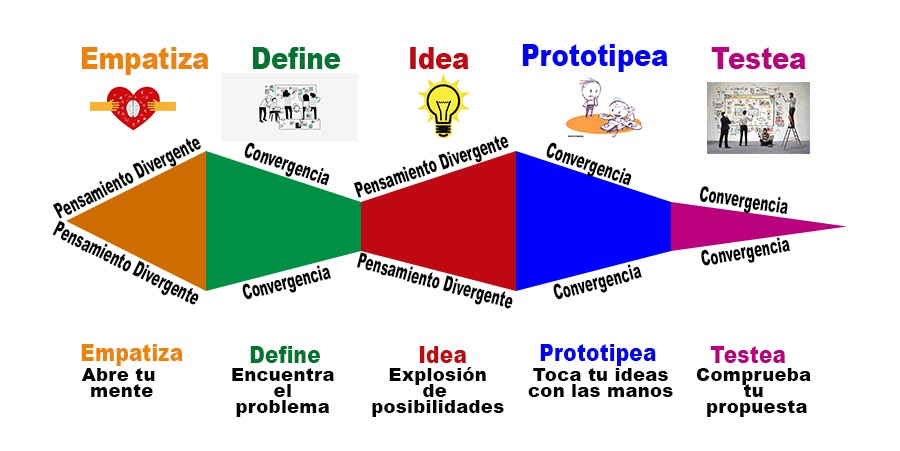 Empatiza
Define
Idea
Prototipea
Testea
Pensamiento Divergente
Convergencia
Pensamiento Divergente
Convergencia
Convergencia
Pensamiento Divergente
Convergencia
Pensamiento Divergente
Convergencia
Convergencia
Empatiza
Abre tu
mente
Define
Encuentra
el
problema
Idea
Explosión
de
posibilidades
Prototipea
Toca tu ideas
con las manos
Testea
Comprueba
tu
propuesta